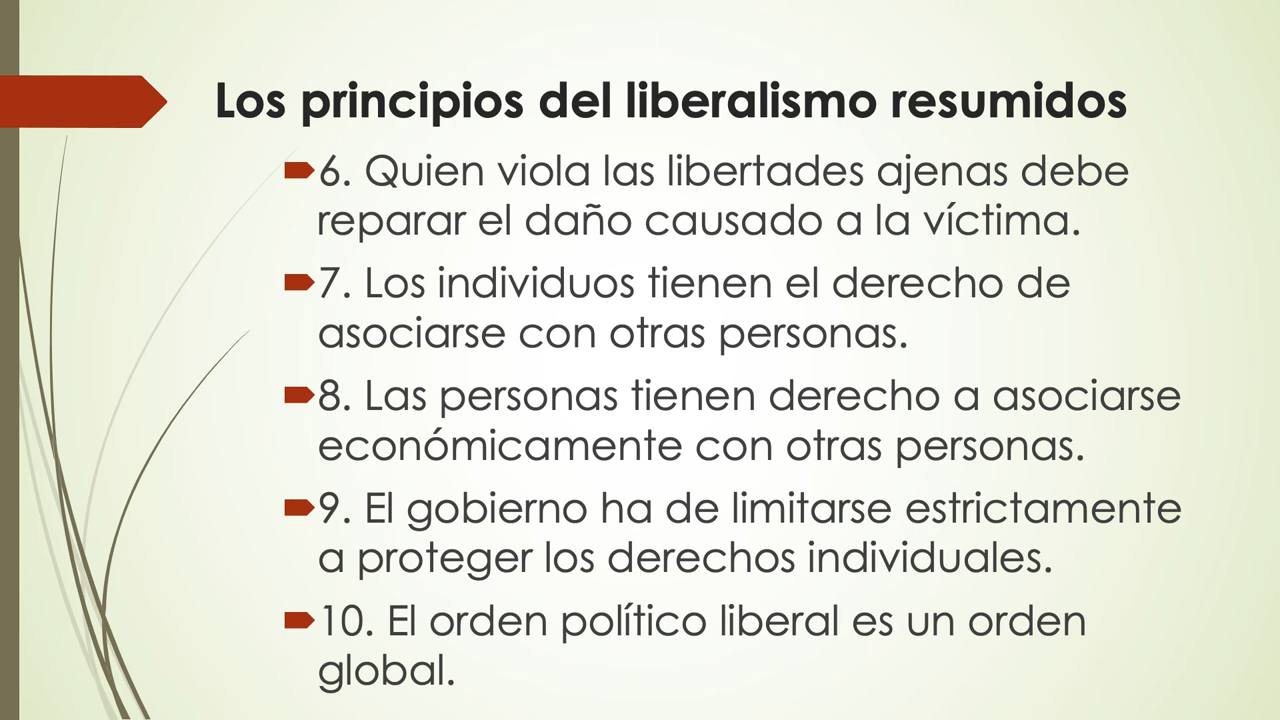 Los principios del liberalismo resumidos
6. Quien viola las libertades ajenas debe
reparar el daño causado a la víctima.
7. Los individuos tienen el derecho de
asociarse con otras personas.
8. Las personas tienen derecho a asociarse
económicamente con otras personas.
9. El gobierno ha de limitarse estrictamente
a proteger los derechos individuales.
10. El orden político liberal es un orden
global.